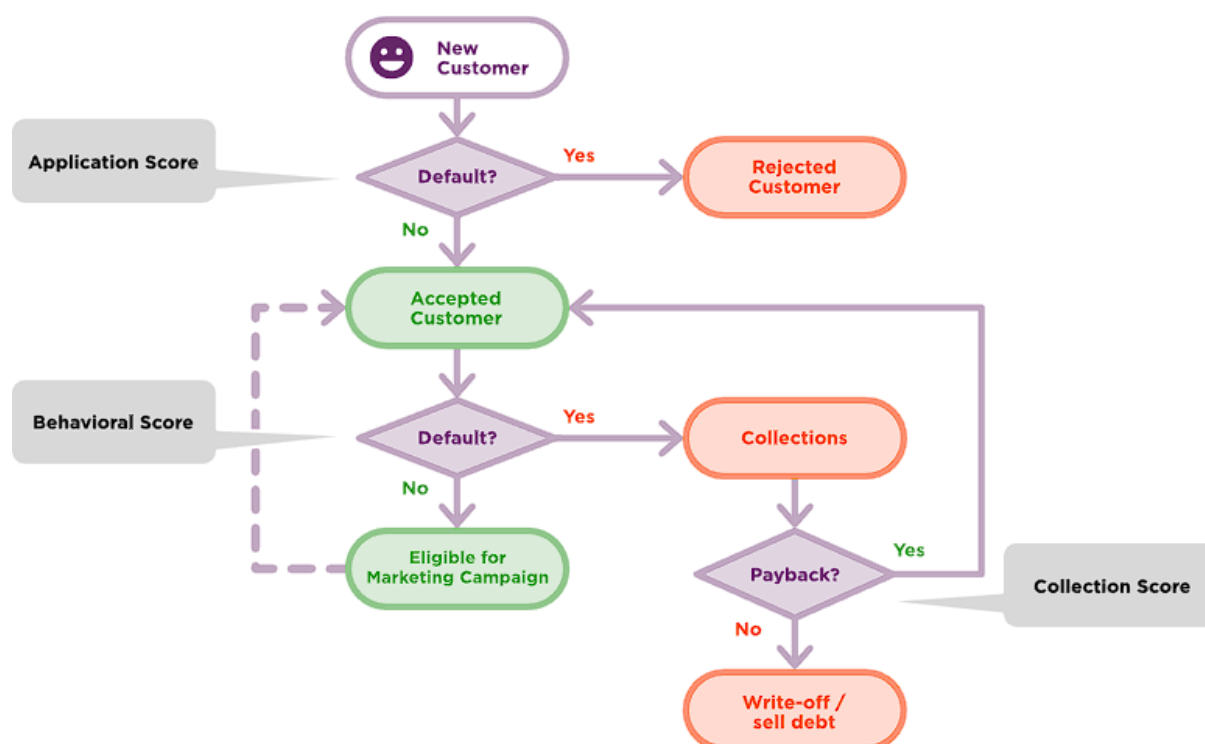 New
Customer
Application Score
Default?
Yes
Rejected
Customer
No
Accepted
Customer
Behavioral Score
Default?
Yes
Collections
No
Eligible for
Marketing Campaign
Payback?
Yes
Collection Score
No
Write-off /
sell debt